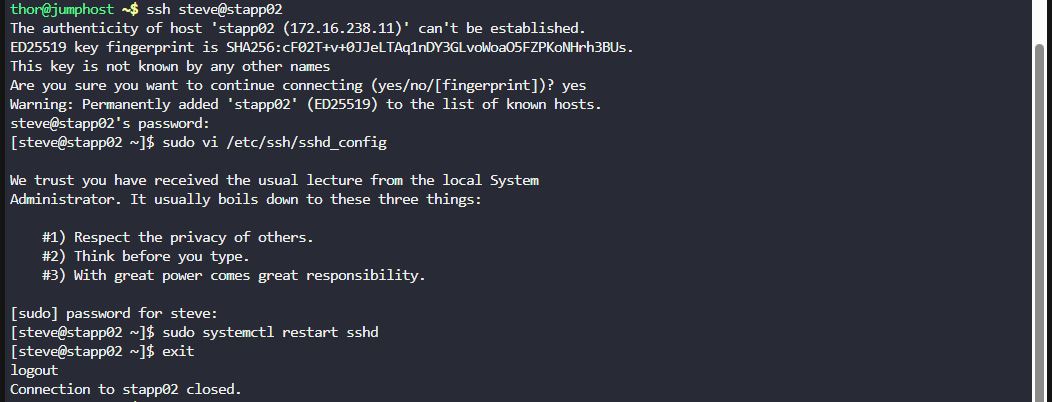 thor@jumphost ~$ ssh steve@stapp02
The authenticity of host 'stapp02 (172.16.238.11)' can't be established.
ED25519 key fingerprint is SHA256:cF02T+v+0JJeLTAq1nDY3GLvoWoaO5FZPKoNHrh3BUs.
This key is not known by any other names
Are you sure you want to continue connecting (yes/no/[fingerprint])? yes
Warning: Permanently added 'stapp02' (ED25519) to the list of known hosts.
steve@stapp02's password:
[steve@stapp02 ~]$ sudo vi /etc/ssh/sshd_config
We trust you have received the usual lecture from the local System
Administrator. It usually boils down to these three things:
#1) Respect the privacy of others.
#2) Think before you type.
#3) With great power comes great responsibility.
[sudo] password for steve:
[steve@stapp02 ~]$ sudo systemctl restart sshd
[steve@stapp02 ~]$ exit
logout
Connection to stapp02 closed.